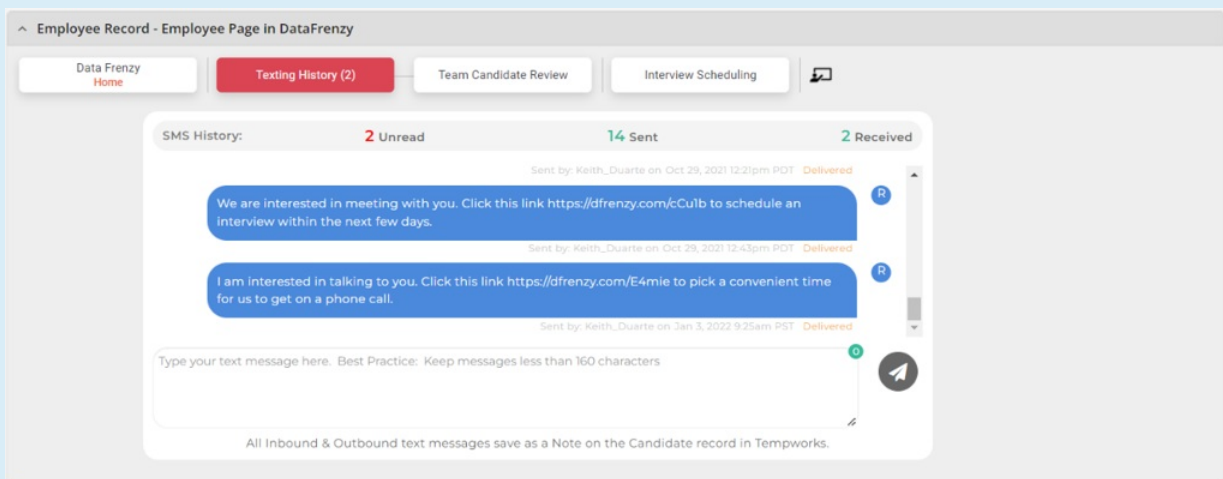 Employee Record - Employee Page in DataFrenzy
Data Frenzy
Home
Texting History (2)
Team Candidate Review
Interview Scheduling
SMS History:
2 Unread
14 Sent
2 Received
Sent by: Keith_Duarte on Oct 29, 2021 12:21pm PDT Delivered
We are interested in meeting with you. Click this link https://dfrenzy.com/cCu1b to schedule an
interview within the next few days.
R
Sent by: Keith_Duarte on Oct 29, 2021 12:43pm PDT Delivered
I am interested in talking to you. Click this link https://dfrenzy.com/E4mie to pick a convenient time
for us to get on a phone call.
R
Sent by: Keith_Duarte on Jan 3, 2022 9:25am PST Delivered
Type your text message here. Best Practice: Keep messages less than 160 characters
0
All Inbound & Outbound text messages save as a Note on the Candidate record in Tempworks.